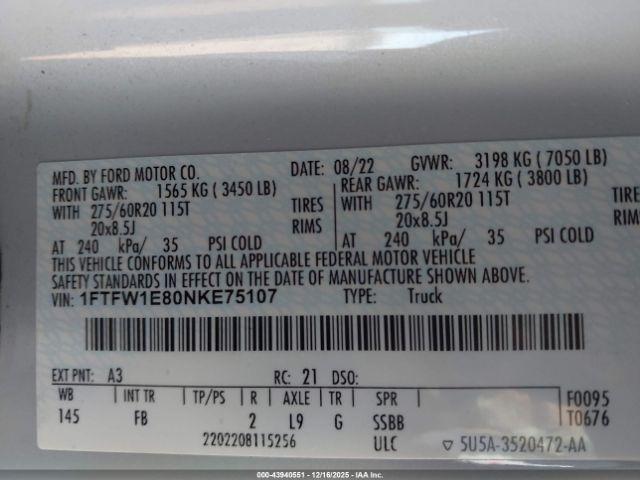 MFD. BY FORD MOTOR CO. DATE: 08/22 GVWR: 3198 KG ( 7050 LB)
FRONT GAWR: 1565 KG ( 3450 LB) REAR GAWR: 1724 KG ( 3800 LB)
WITH 275/60R20 115T TIRES WITH 275/60R20 115T
20x8.5J RIMS 20x8.5J
AT 240 kPa/ 35 PSI COLD AT 240 kPa/ 35 PSI COLD
THIS VEHICLE CONFORMS TO ALL APPLICABLE FEDERAL MOTOR VEHICLE
SAFETY STANDARDS IN EFFECT ON THE DATE OF MANUFACTURE SHOWN ABOVE.
VIN: 1FTFW1E80NKE75107 TYPE: Truck
EXT PNT: A3 RC: 21 DSO:
WB INT TR TP/PS R AXLE TR SPR F0095
145 FB 2 L9 G SSBB T0676
2202208115256 ULC ▽ 5U5A-3520472-AA
000-43940551 - 12/16/2025 - IAA Inc.